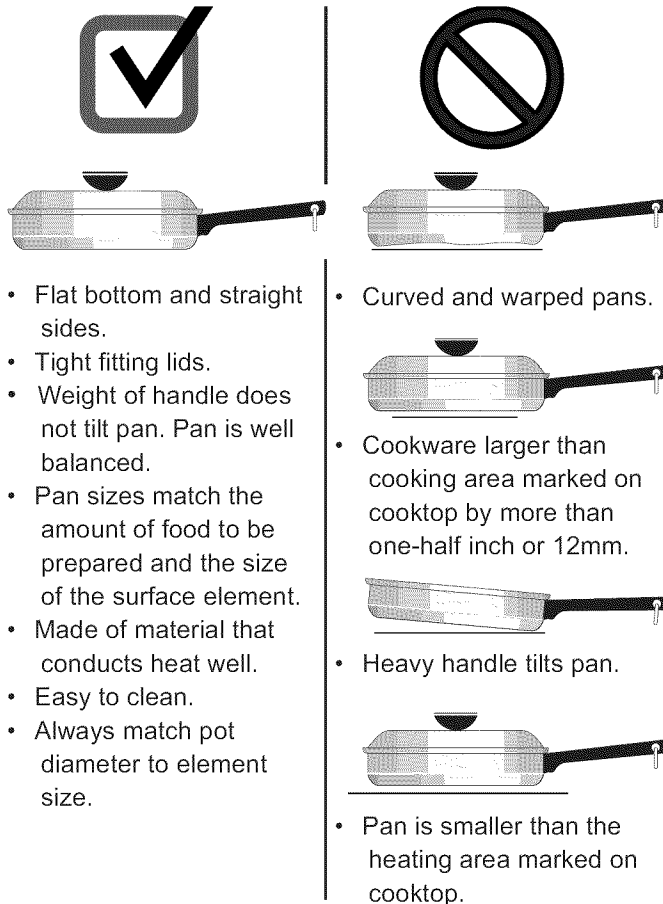 • Flat bottom and straight
sides.
• Tight fitting lids.
• Weight of handle does
not tilt pan. Pan is well
balanced.
• Pan sizes match the
amount of food to be
prepared and the size
of the surface element.
• Made of material that
conducts heat well.
• Easy to clean.
• Always match pot
diameter to element
size.
• Curved and warped pans.
• Cookware larger than
cooking area marked on
cooktop by more than
one-half inch or 12mm.
• Heavy handle tilts pan.
• Pan is smaller than the
heating area marked on
cooktop.